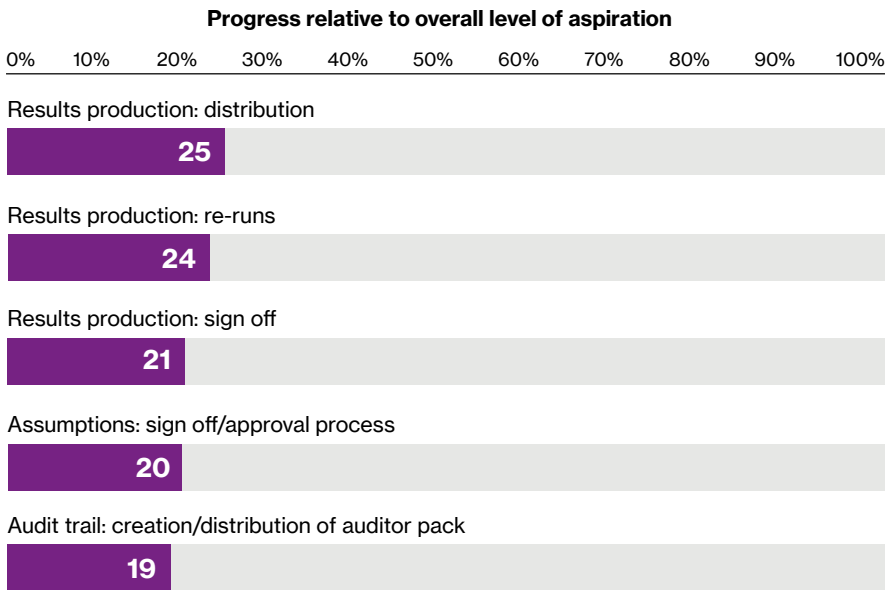 Progress relative to overall level of aspiration
0% 10% 20% 30% 40% 50% 60% 70% 80% 90% 100%
Results production: distribution
25
Results production: re-runs
24
Results production: sign off
21
Assumptions: sign off/approval process
20
Audit trail: creation/distribution of auditor pack
19